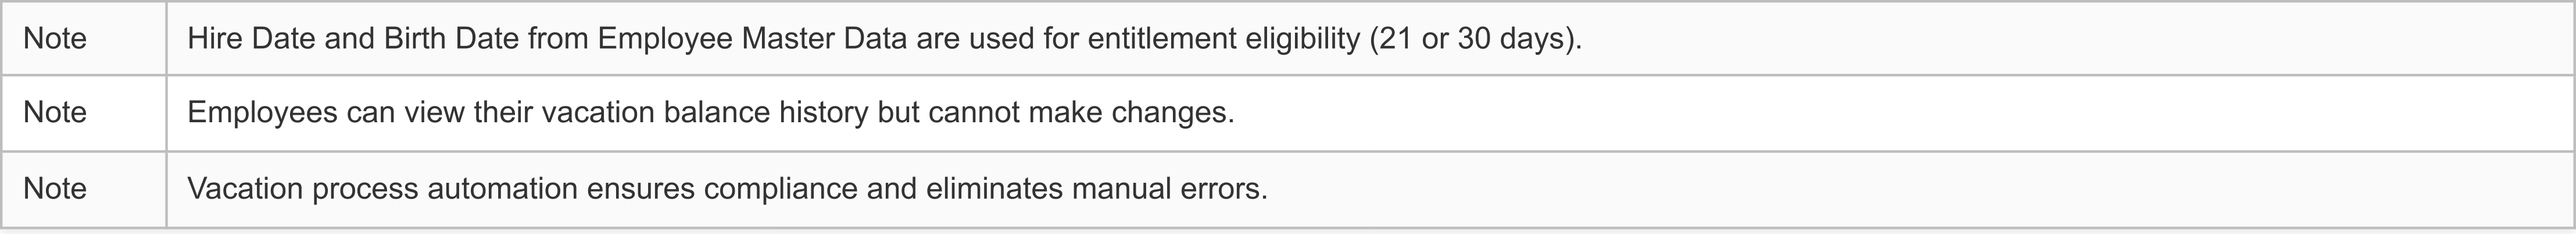 Note Hire Date and Birth Date from Employee Master Data are used for entitlement eligibility (21 or 30 days).
Note Employees can view their vacation balance history but cannot make changes.
Note Vacation process automation ensures compliance and eliminates manual errors.